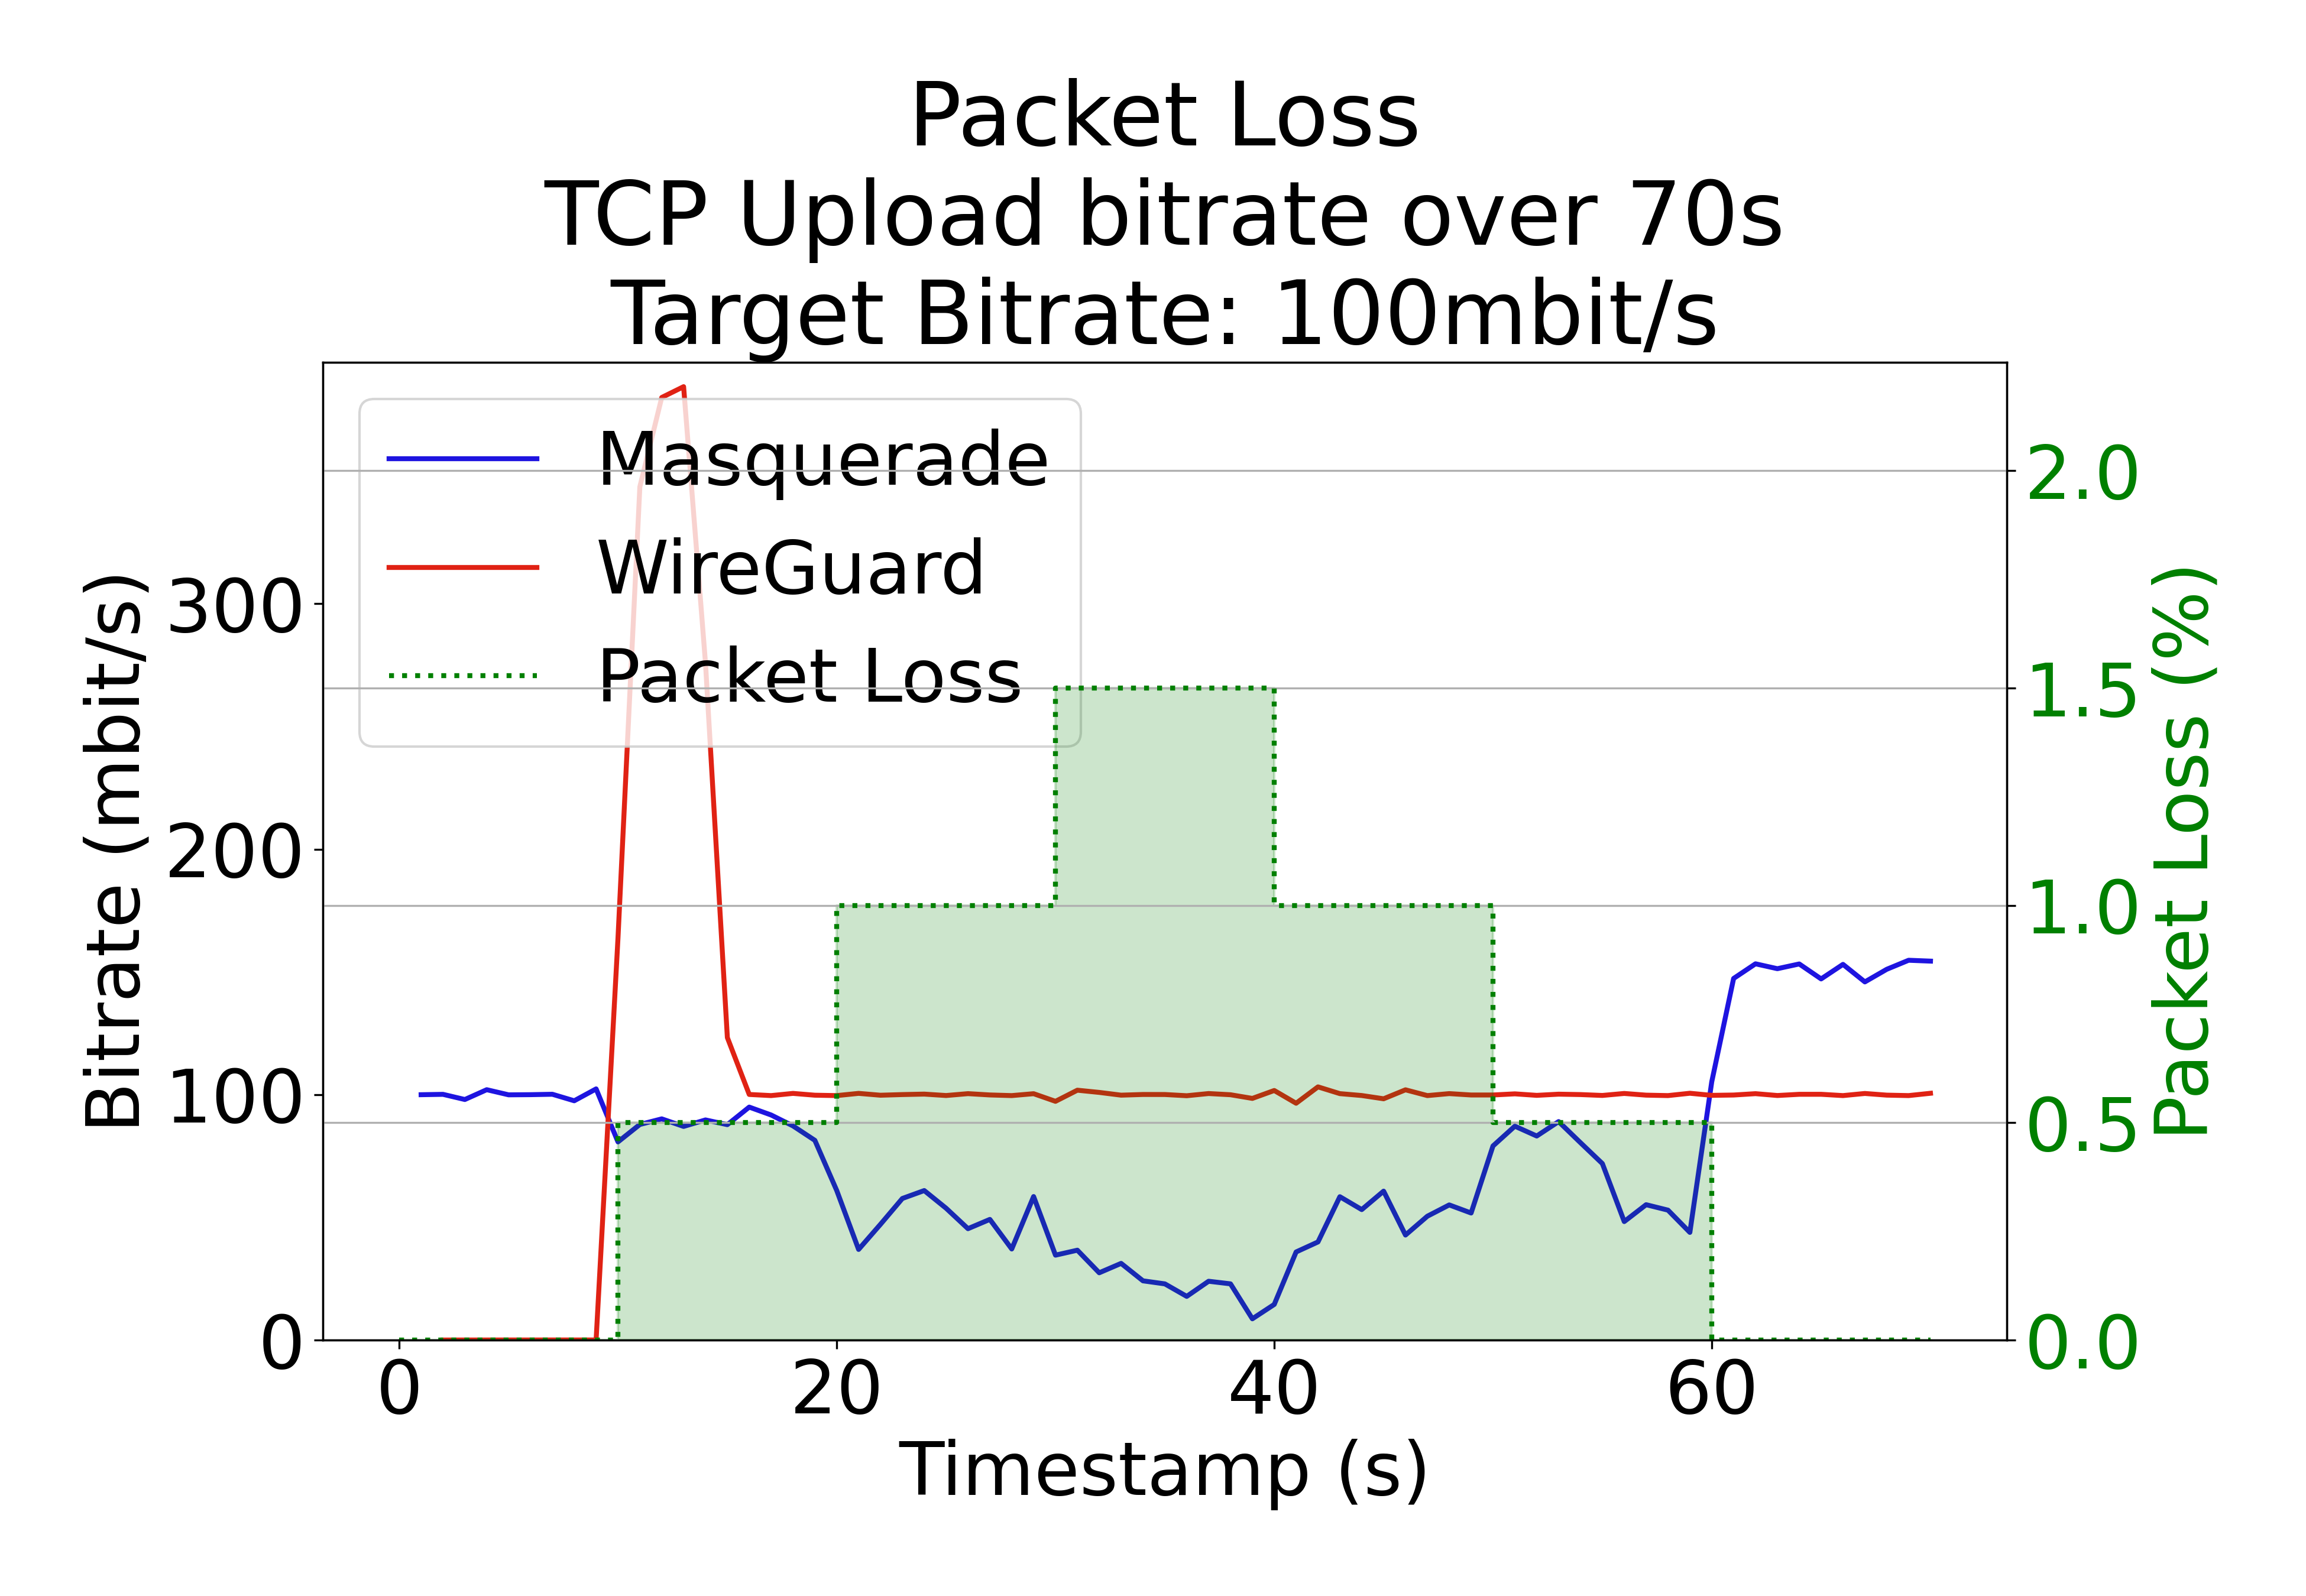 Packet Loss
TCP Upload bitrate over 70s
Target Bitrate: 100mbit/s
Masquerade
WireGuard
Packet Loss
Bitrate (mbit/s)
300
200
100
0
2.0
1.5
1.0
0.5
0.0
Packet Loss (%)
0 20 40 60
Timestamp (s)